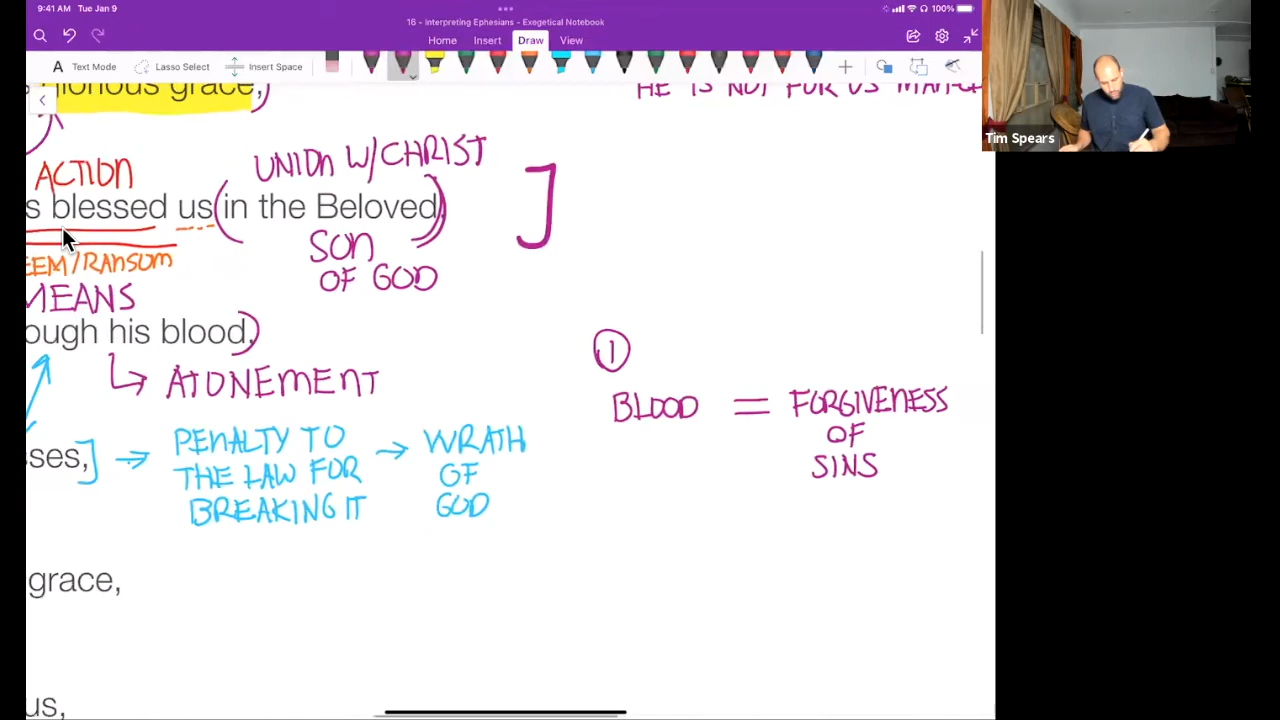 9:41 AM Tue Jan 9
100%
16 - Interpreting Ephesians - Exegetical Notebook
Home Insert Draw View
Text Mode Lasso Select Insert Space
glorious grace,)
HE IS NOT FOR US
Tim Spears
ACTION
UNION W/CHRIST
s blessed us (in the Beloved,)
SON
OF GOD
EEM/RANSOM
MEANS
ough his blood,)
ATONEMENT
1
BLOOD = FORGIVENESS
OF
SINS
sses,] → PENALTY TO
THE LAW FOR
BREAKING IT
→ WRATH
OF
GOD
grace,
us,